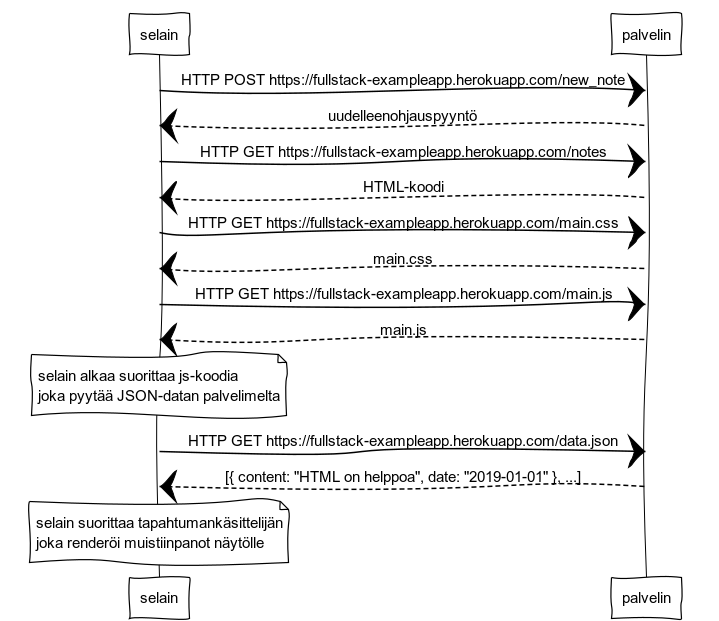 selain
palvelin
HTTP POST https://fullstack-exampleapp.herokuapp.com/new_note
uudelleenohjauspyyntö
HTTP GET https://fullstack-exampleapp.herokuapp.com/notes
HTML-koodi
HTTP GET https://fullstack-exampleapp.herokuapp.com/main.css
main.css
HTTP GET https://fullstack-exampleapp.herokuapp.com/main.js
main.js
selain alkaa suorittaa js-koodia
joka pyytää JSON-datan palvelimelta
HTTP GET https://fullstack-exampleapp.herokuapp.com/data.json
[{ content: "HTML on helppoa", date: "2019-01-01" }, ...]
selain suorittaa tapahtumankäsittelijän
joka renderöi muistiinpanot näytölle
selain
palvelin